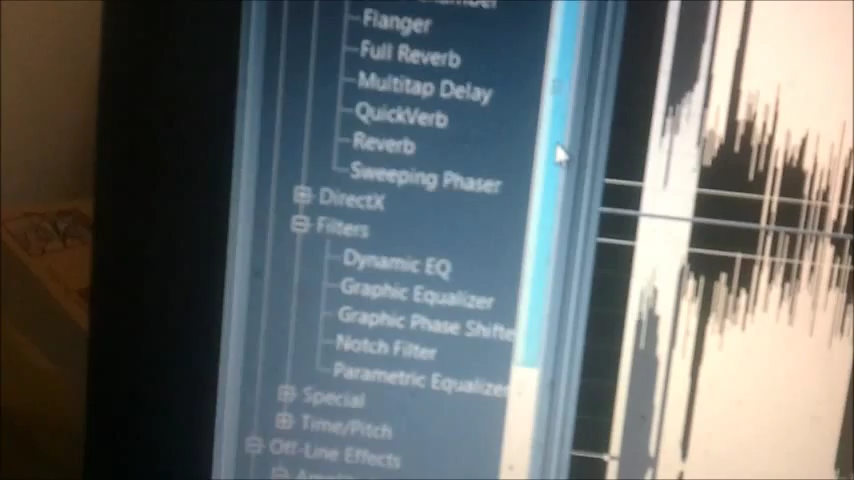 Flanger
Full Reverb
Multitap Delay
QuickVerb
Reverb
Sweeping Phaser
DirectX
Filters
Dynamic EQ
Graphic Equalizer
Graphic Phase Shifte
Notch Filter
Parametric Equalizer
Special
Time/Pitch
Off-Line Effects